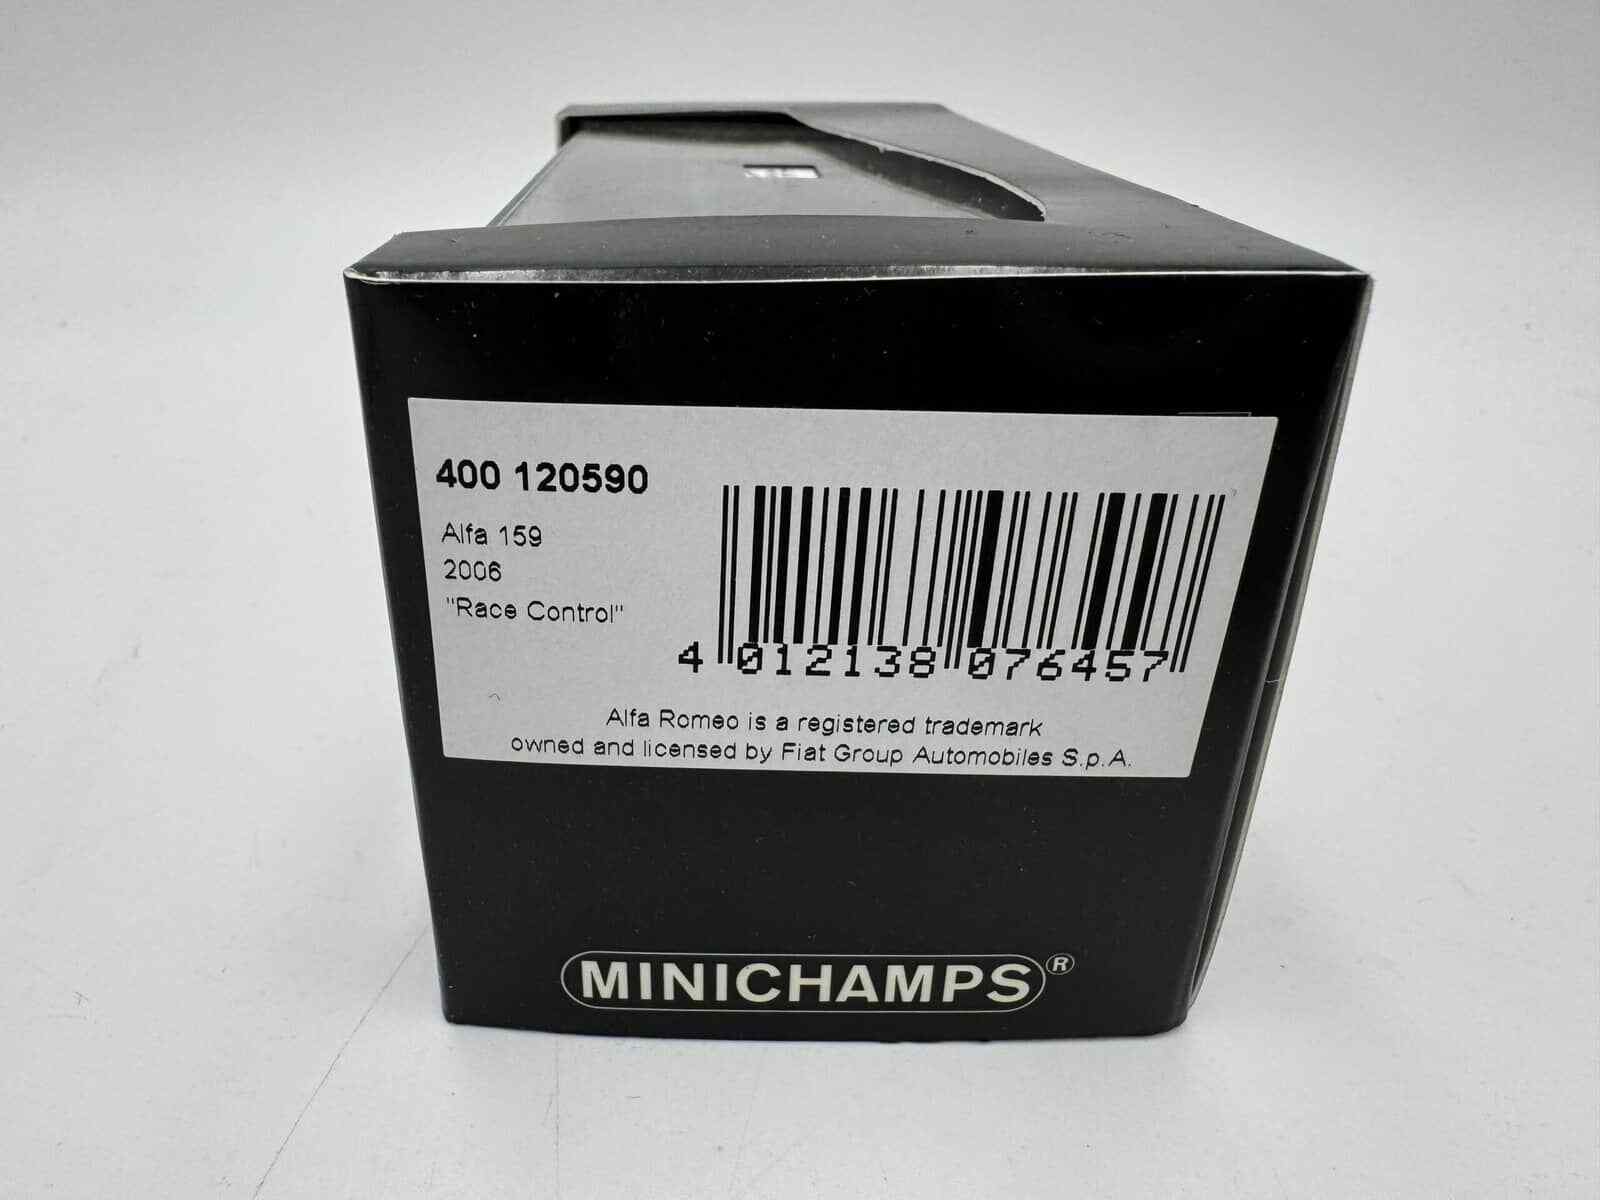 400 120590
Alfa 159
2006
"Race Control"
4 012138 076457
Alfa Romeo is a registered trademark
owned and licensed by Fiat Group Automobiles S.p.A.
MINICHAMPS®